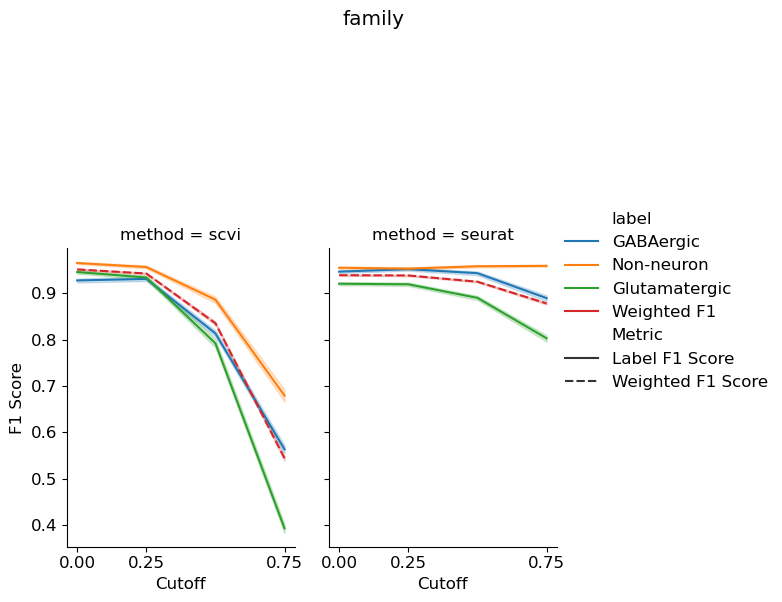 family
method = scvi
method = seurat
label
GABAergic
Non-neuron
Glutamatergic
Weighted F1
Metric
Label F1 Score
Weighted F1 Score
F1 Score
0.9
0.8
0.7
0.6
0.5
0.4
0.00 0.25 0.75
Cutoff
0.00 0.25 0.75
Cutoff